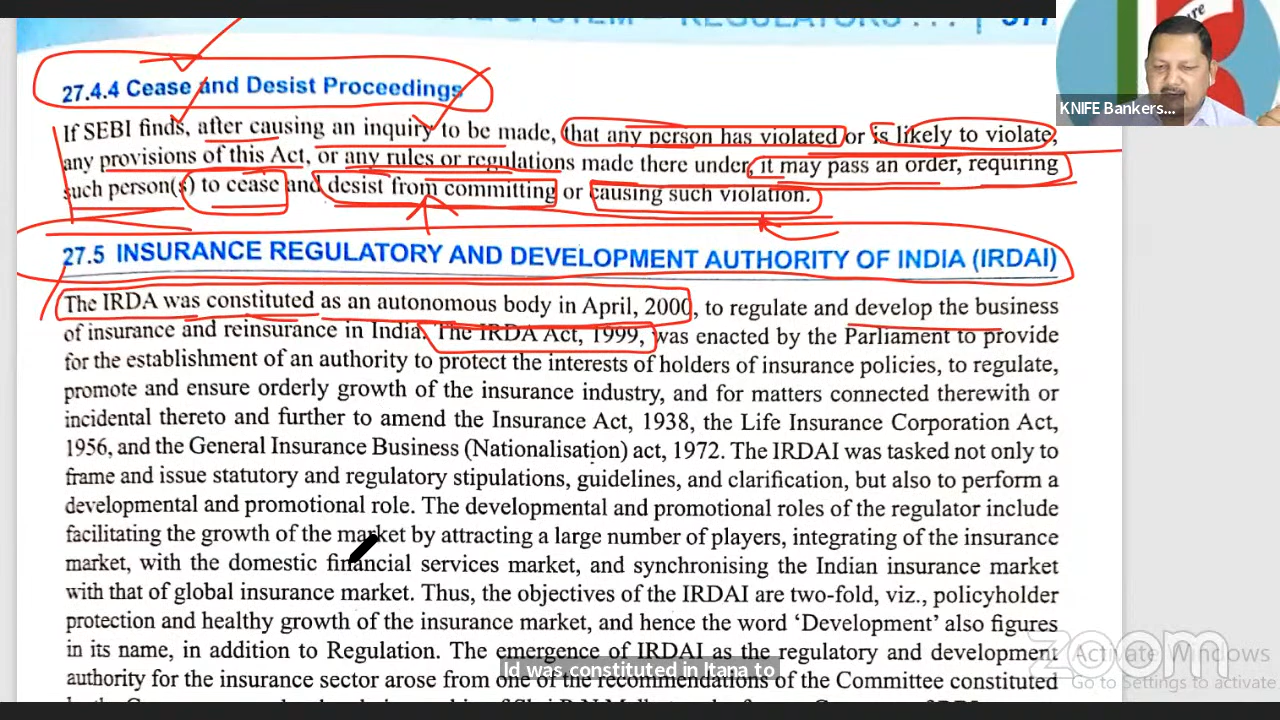 SYSTEM – REGULATORS . . . | 377
27.4.4 Cease and Desist Proceedings
If SEBI finds, after causing an inquiry to be made, that any person has violated or is likely to violate,
any provisions of this Act, or any rules or regulations made there under, it may pass an order, requiring
such person(s) to cease and desist from committing or causing such violation.
27.5 INSURANCE REGULATORY AND DEVELOPMENT AUTHORITY OF INDIA (IRDAI)
The IRDA was constituted as an autonomous body in April, 2000, to regulate and develop the business
of insurance and reinsurance in India. The IRDA Act, 1999, was enacted by the Parliament to provide
for the establishment of an authority to protect the interests of holders of insurance policies, to regulate,
promote and ensure orderly growth of the insurance industry, and for matters connected therewith or
incidental thereto and further to amend the Insurance Act, 1938, the Life Insurance Corporation Act,
1956, and the General Insurance Business (Nationalisation) act, 1972. The IRDAI was tasked not only to
frame and issue statutory and regulatory stipulations, guidelines, and clarification, but also to perform a
developmental and promotional role. The developmental and promotional roles of the regulator include
facilitating the growth of the market by attracting a large number of players, integrating of the insurance
market, with the domestic financial services market, and synchronising the Indian insurance market
with that of global insurance market. Thus, the objectives of the IRDAI are two-fold, viz., policyholder
protection and healthy growth of the insurance market, and hence the word ‘Development’ also figures
in its name, in addition to Regulation. The emergence of IRDAI as the regulatory and development
authority for the insurance sector arose from one of the recommendations of the Committee constituted
KNIFE Bankers...
zoom
Activate Windows
Go to Settings to activate
Id was constituted in Itana to